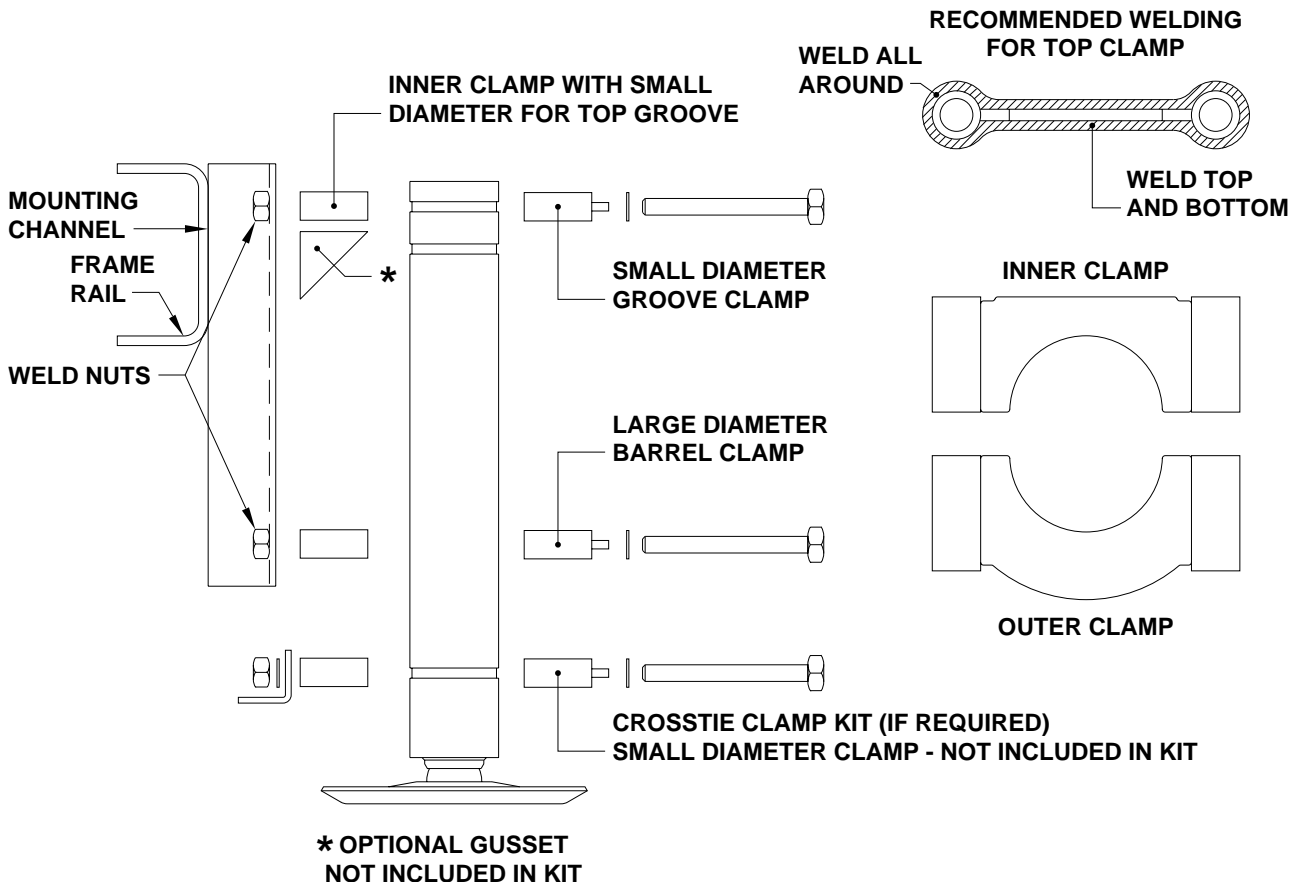 RECOMMENDED WELDING
FOR TOP CLAMP
WELD ALL
AROUND
INNER CLAMP WITH SMALL
DIAMETER FOR TOP GROOVE
WELD TOP
AND BOTTOM
MOUNTING
CHANNEL
FRAME
RAIL
*
SMALL DIAMETER
GROOVE CLAMP
INNER CLAMP
WELD NUTS
LARGE DIAMETER
BARREL CLAMP
OUTER CLAMP
CROSSTIE CLAMP KIT (IF REQUIRED)
SMALL DIAMETER CLAMP - NOT INCLUDED IN KIT
* OPTIONAL GUSSET
NOT INCLUDED IN KIT